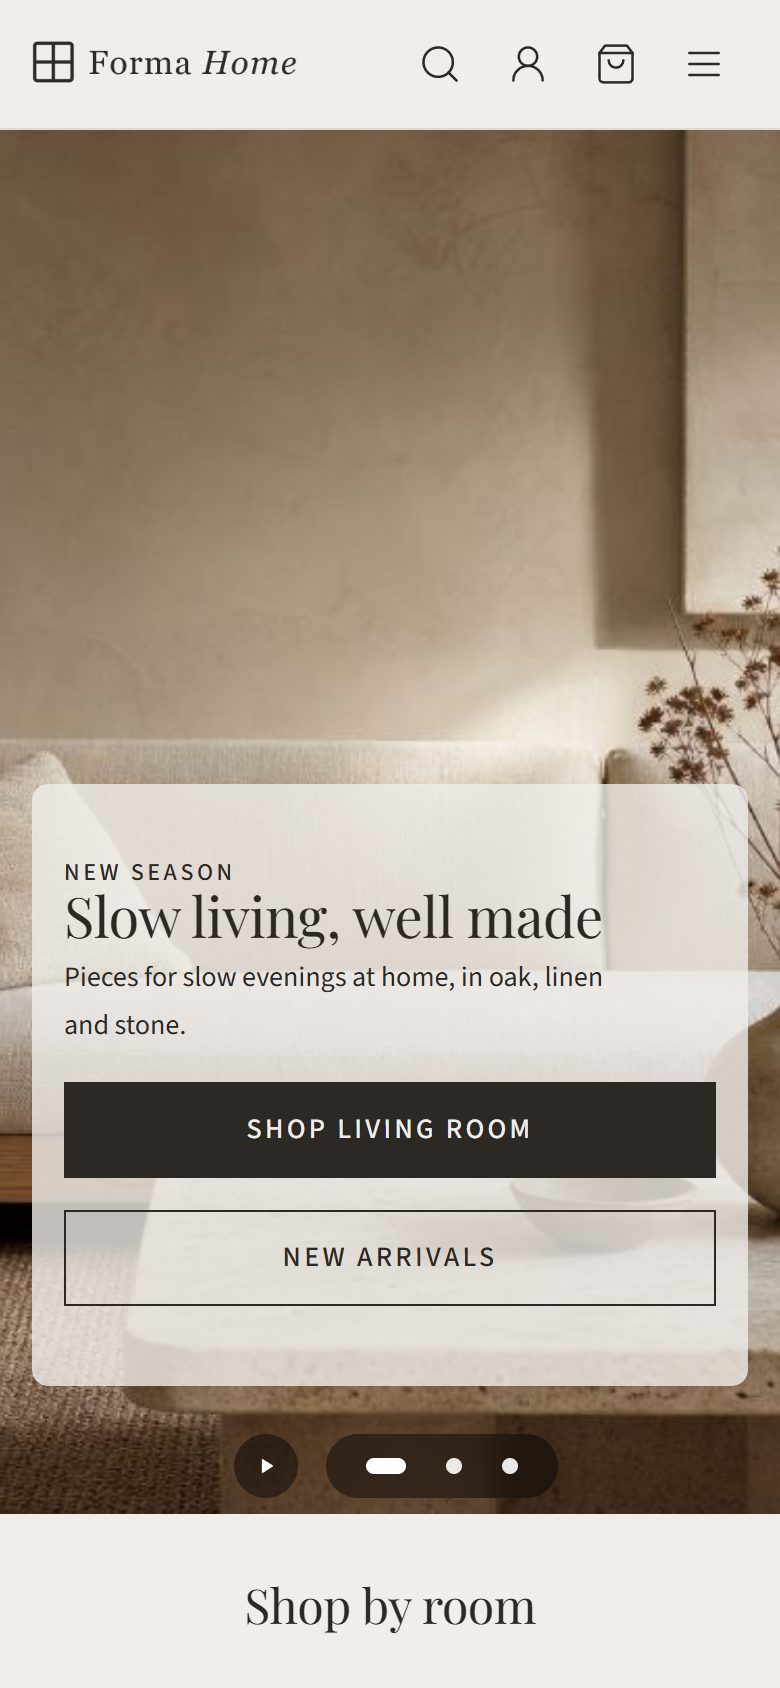 Forma Home
NEW SEASON
Slow living, well made
Pieces for slow evenings at home, in oak, linen
and stone.
SHOP LIVING ROOM
NEW ARRIVALS
Shop by room